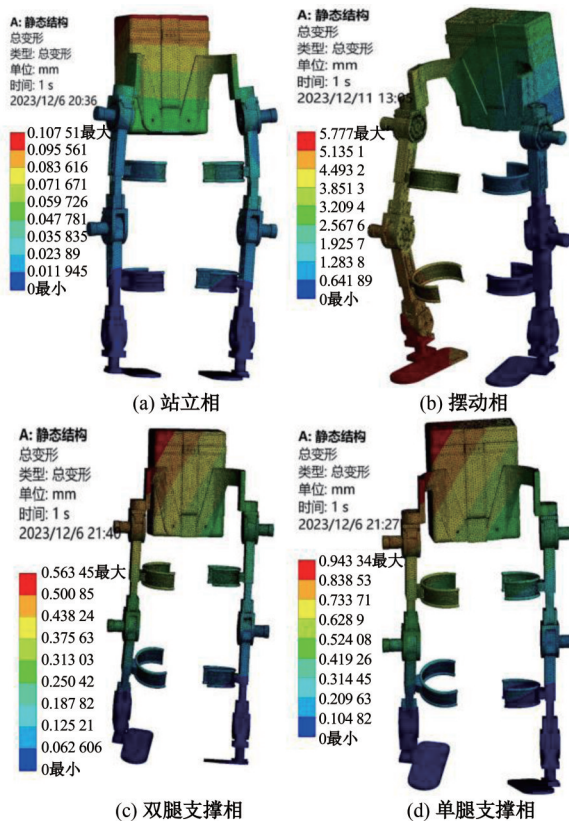 A: 静态结构
总变形
类型: 总变形
单位: mm
时间: 1 s
2023/12/6 20:36
0.107 51最大
0.095 561
0.083 616
0.071 671
0.059 726
0.047 781
0.035 835
0.023 89
0.011 945
0最小
(a) 站立相
A: 静态结构
总变形
类型: 总变形
单位: mm
时间: 1 s
2023/12/11 13:05
5.777最大
5.135 1
4.493 2
3.851 3
3.209 4
2.567 6
1.925 7
1.283 8
0.641 89
0最小
(b) 摆动相
A: 静态结构
总变形
类型: 总变形
单位: mm
时间: 1 s
2023/12/6 21:40
0.563 45最大
0.500 85
0.438 24
0.375 63
0.313 03
0.250 42
0.187 82
0.125 21
0.062 606
0最小
(c) 双腿支撑相
A: 静态结构
总变形
类型: 总变形
单位: mm
时间: 1 s
2023/12/6 21:27
0.943 34最大
0.838 53
0.733 71
0.628 9
0.524 08
0.419 26
0.314 45
0.209 63
0.104 82
0最小
(d) 单腿支撑相